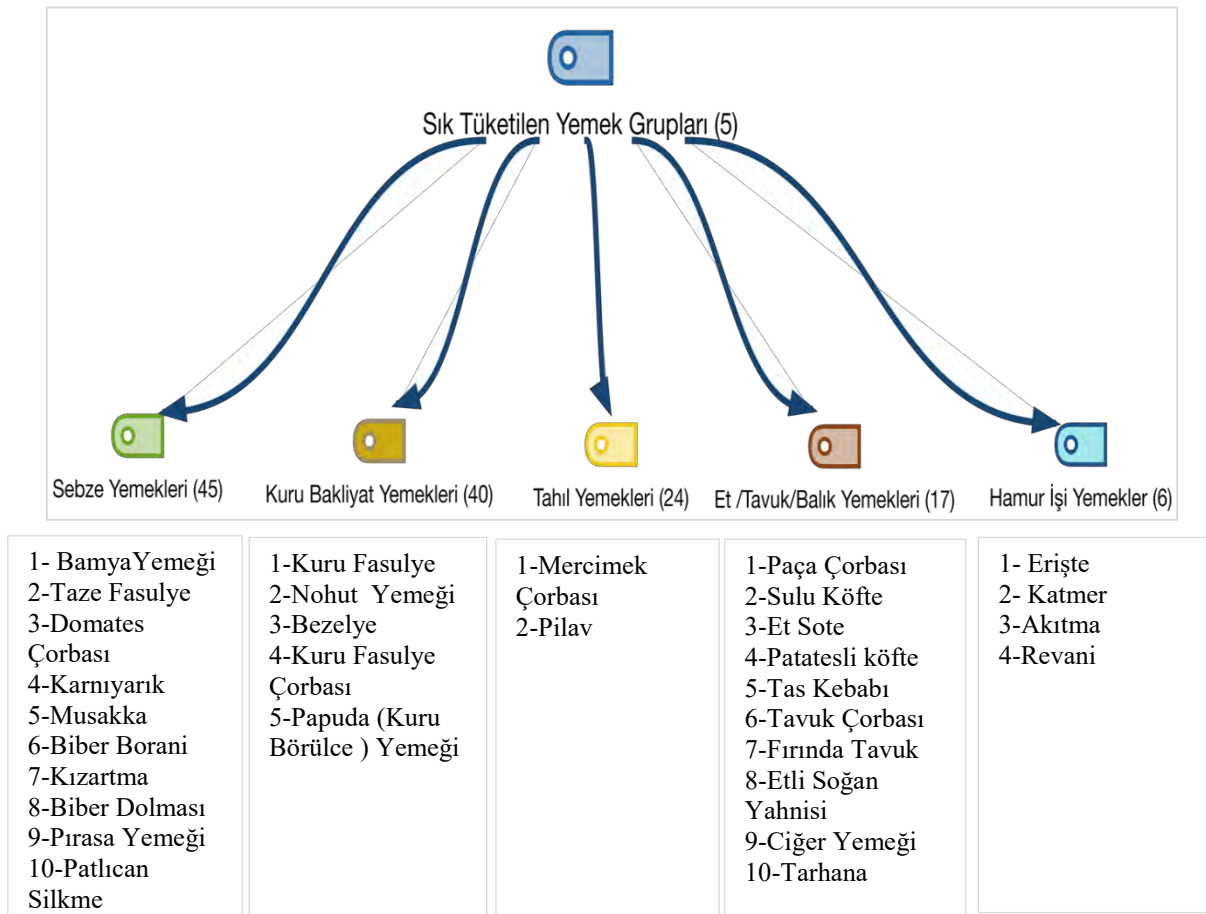 Sık Tüketilen Yemek Grupları (5)
Sebze Yemekleri (45)
Kuru Bakliyat Yemekleri (40)
Tahıl Yemekleri (24)
Et /Tavuk/Balık Yemekleri (17)
Hamur İşi Yemekler (6)
1- BamyaYemeği
2-Taze Fasulye
3-Domates
Çorbası
4-Karnıyarık
5-Musakka
6-Biber Borani
7-Kızartma
8-Biber Dolması
9-Pırasa Yemeği
10-Patlıcan
Silkme
1-Kuru Fasulye
2-Nohut Yemeği
3-Bezelye
4-Kuru Fasulye
Çorbası
5-Papuda (Kuru
Börülce ) Yemeği
1-Mercimek
Çorbası
2-Pilav
1-Paça Çorbası
2-Sulu Köfte
3-Et Sote
4-Patatesli köfte
5-Tas Kebabı
6-Tavuk Çorbası
7-Fırında Tavuk
8-Etli Soğan
Yahnisi
9-Ciğer Yemeği
10-Tarhana
1- Erişte
2- Katmer
3-Akıtma
4-Revani